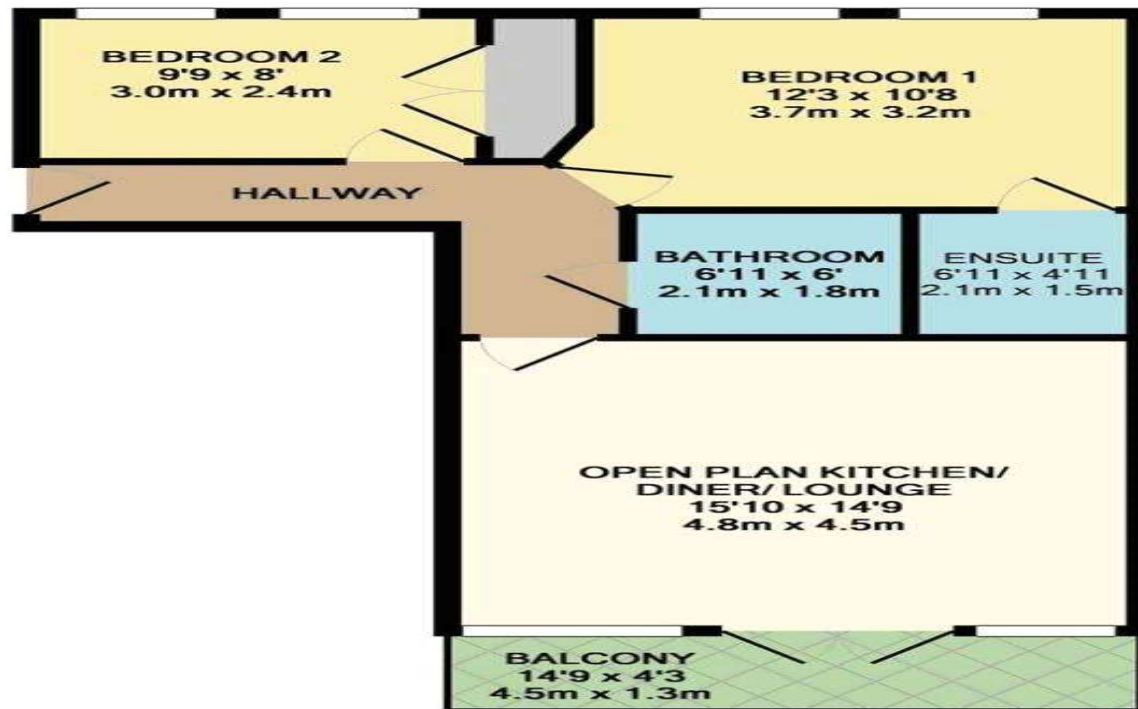 BEDROOM 2
9'9 x 8'
3.0m x 2.4m
BEDROOM 1
12'3 x 10'8
3.7m x 3.2m
HALLWAY
BATHROOM
6'11 x 6'
2.1m x 1.8m
ENSUITE
6'11 x 4'11
2.1m x 1.5m
OPEN PLAN KITCHEN/
DINER/ LOUNGE
15'10 x 14'9
4.8m x 4.5m
BALCONY
14'9 x 4'3
4.5m x 1.3m